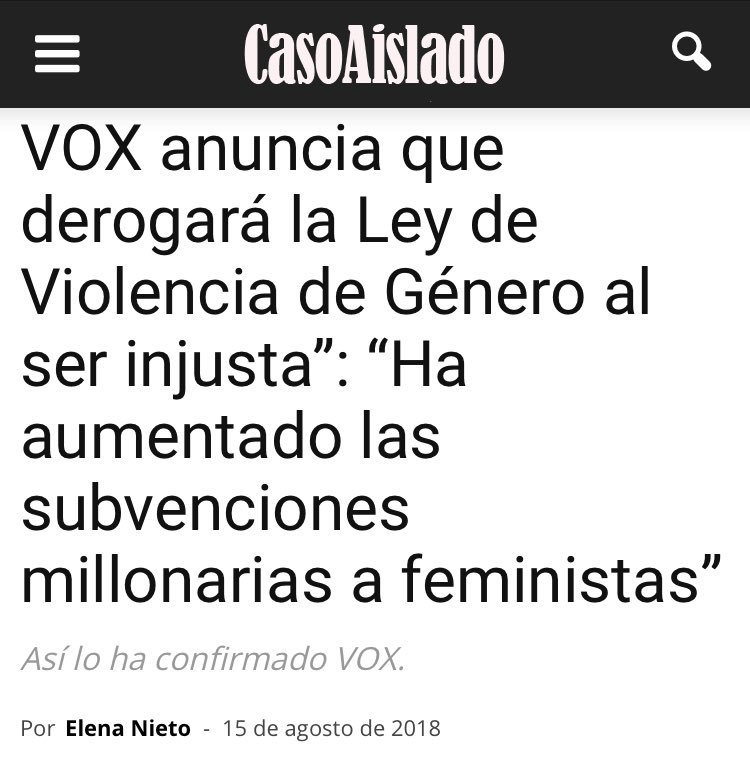 CasoAislado
VOX anuncia que
derogará la Ley de
Violencia de Género al
ser injusta”: “Ha
aumentado las
subvenciones
millonarias a feministas”
Así lo ha confirmado VOX.
Por Elena Nieto - 15 de agosto de 2018